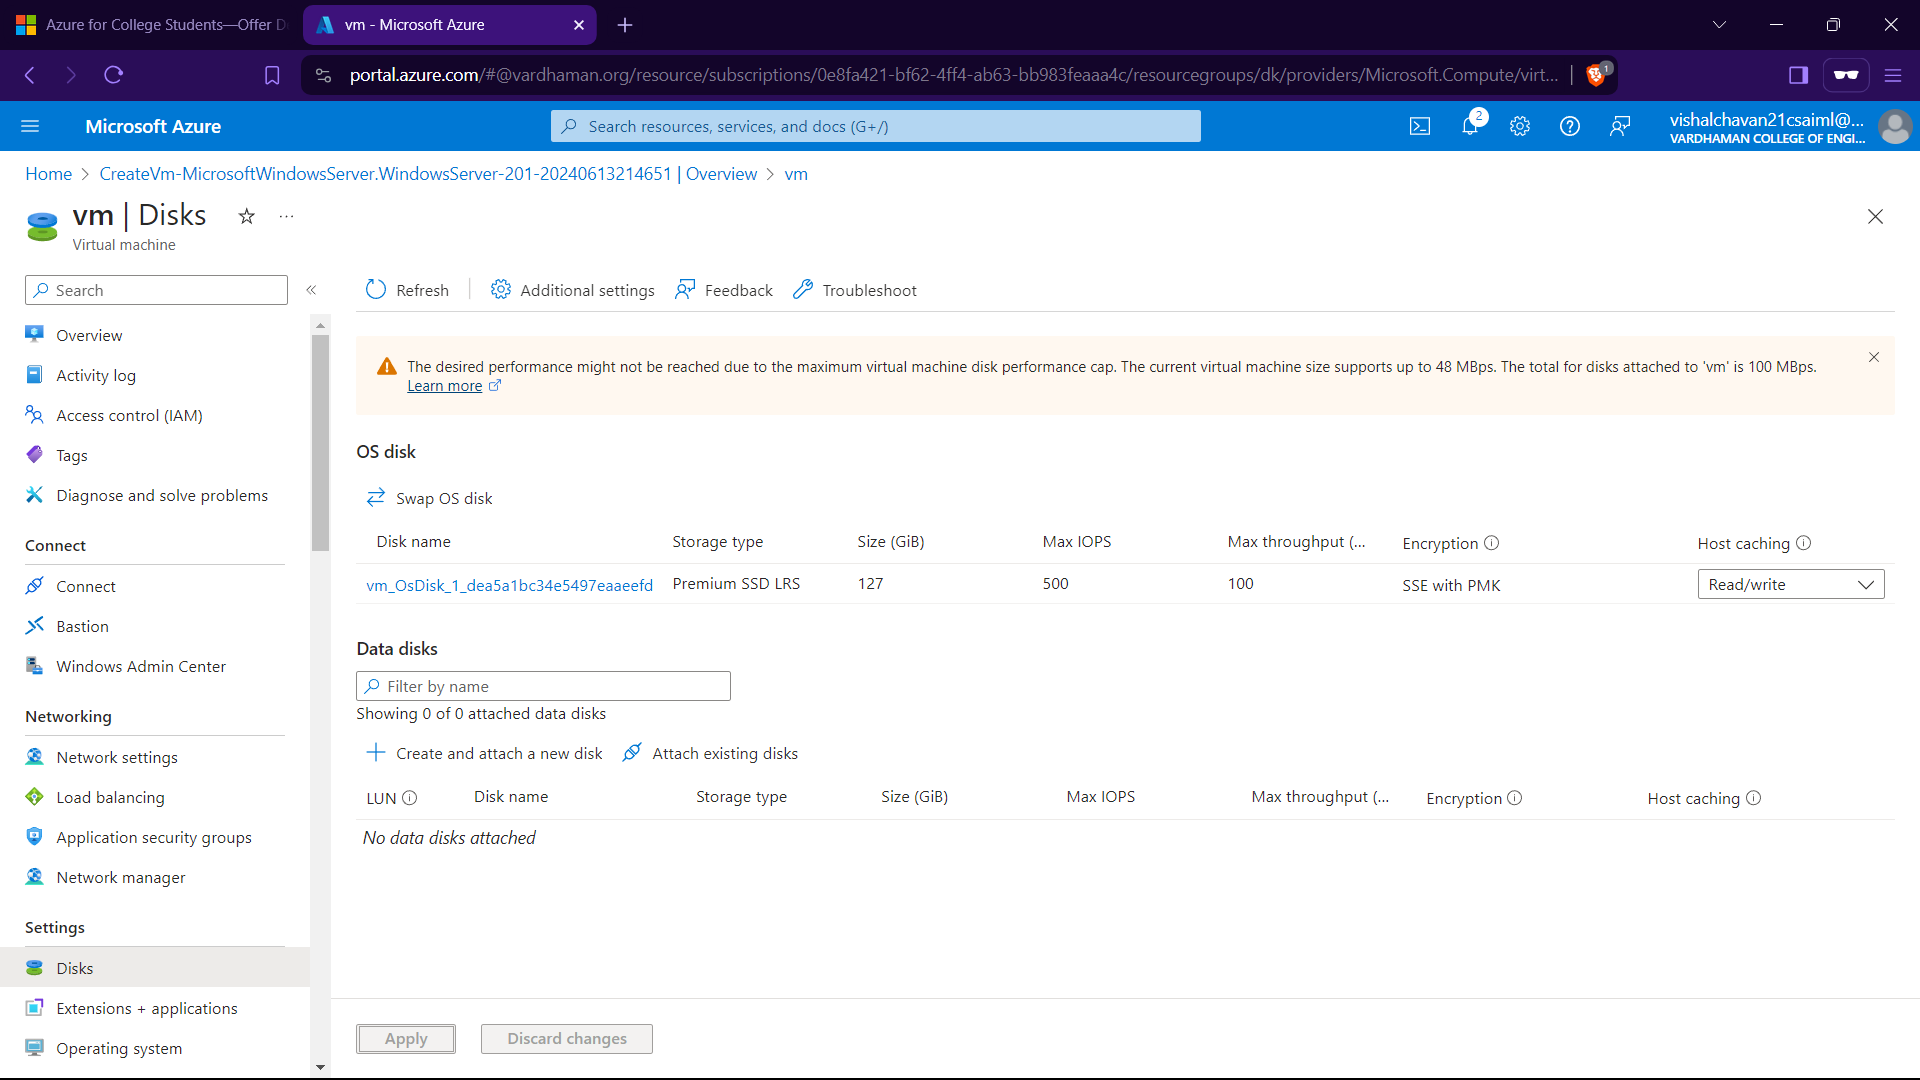 Azure for College Students—Offer D
vm - Microsoft Azure
portal.azure.com/#@vardhaman.org/resource/subscriptions/0e8fa421-bf62-4ff4-ab63-bb983feaaa4c/resourcegroups/dk/providers/Microsoft.Compute/virt...
1
Microsoft Azure
Search resources, services, and docs (G+/)
2
vishalchavan21csaiml@...
VARDHAMAN COLLEGE OF ENGI...
Home > CreateVm-MicrosoftWindowsServer.WindowsServer-201-20240613214651 | Overview > vm
vm | Disks
Virtual machine
Search
Overview
Activity log
Access control (IAM)
Tags
Diagnose and solve problems
Connect
Connect
Bastion
Windows Admin Center
Networking
Network settings
Load balancing
Application security groups
Network manager
Settings
Disks
Extensions + applications
Operating system
Refresh
Additional settings
Feedback
Troubleshoot
The desired performance might not be reached due to the maximum virtual machine disk performance cap. The current virtual machine size supports up to 48 MBps. The total for disks attached to 'vm' is 100 MBps.
Learn more
OS disk
Swap OS disk
Disk name Storage type Size (GiB) Max IOPS Max throughput (... Encryption Host caching
vm_OsDisk_1_dea5a1bc34e5497eaaeefd Premium SSD LRS 127 500 100 SSE with PMK Read/write
Data disks
Filter by name
Showing 0 of 0 attached data disks
Create and attach a new disk Attach existing disks
LUN Disk name Storage type Size (GiB) Max IOPS Max throughput (... Encryption Host caching
No data disks attached
Apply Discard changes